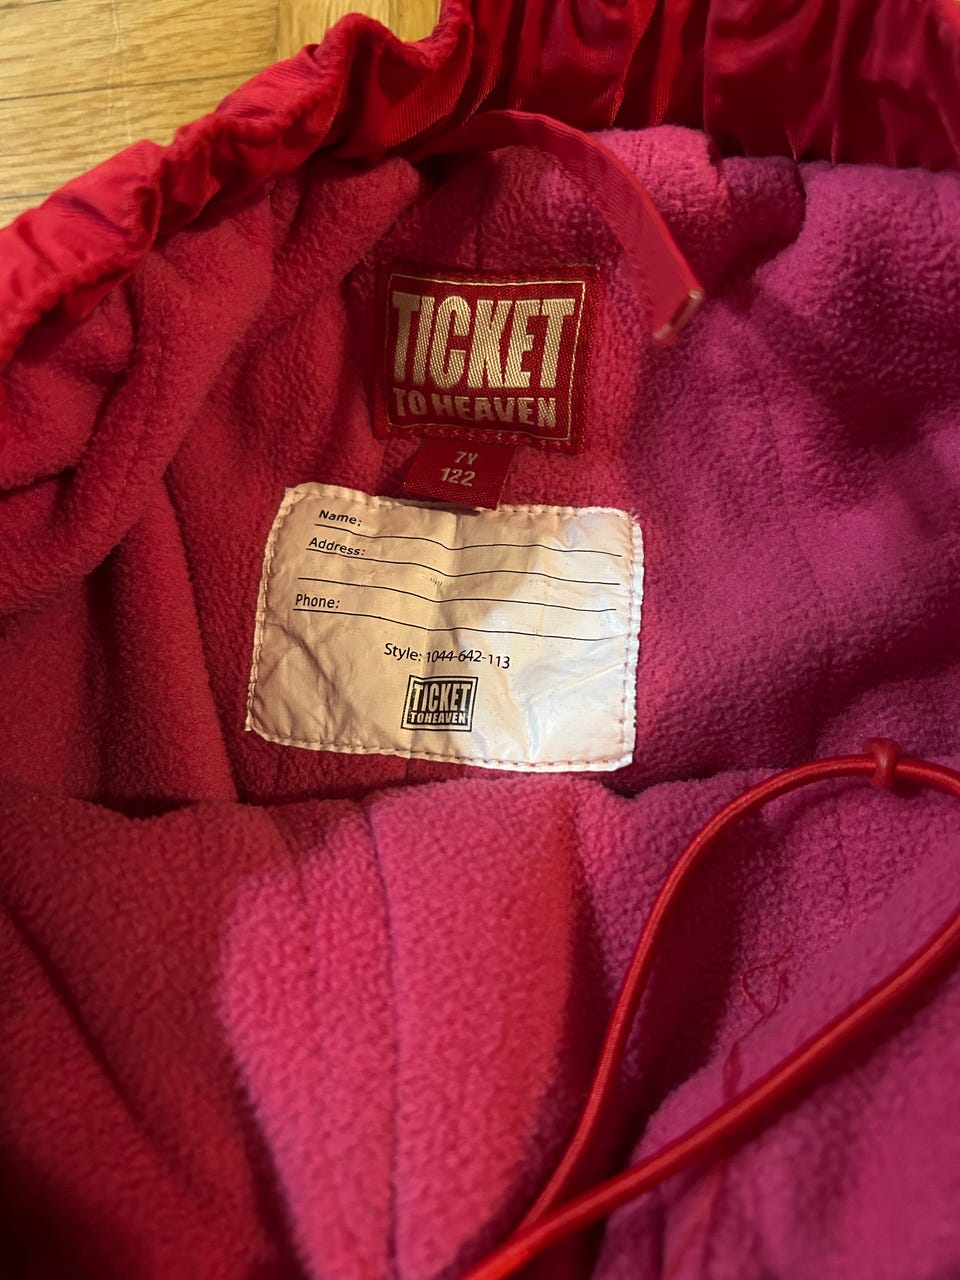 TICKET
TO HEAVEN
7Y
122
Name:
Address:
Phone:
Style: 1044-642-113
TICKET
TO HEAVEN